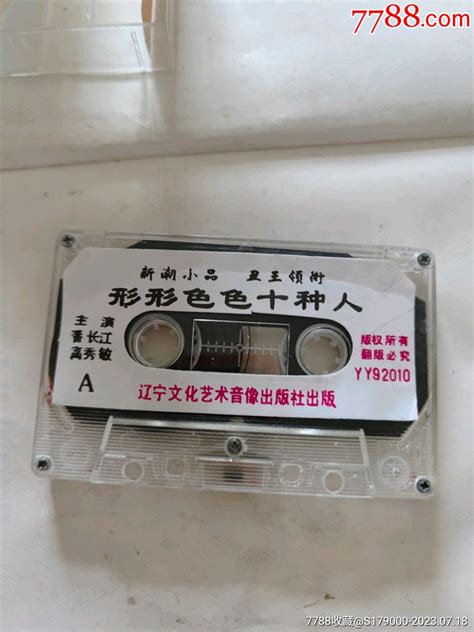 7788.com
新潮小品 丑王领衔
形形色色十种人
主演
潘长江
高秀敏
A
版权所有
翻版必究
YY92010
辽宁文化艺术音像出版社出版
7788收藏@S179000-2023.07.18